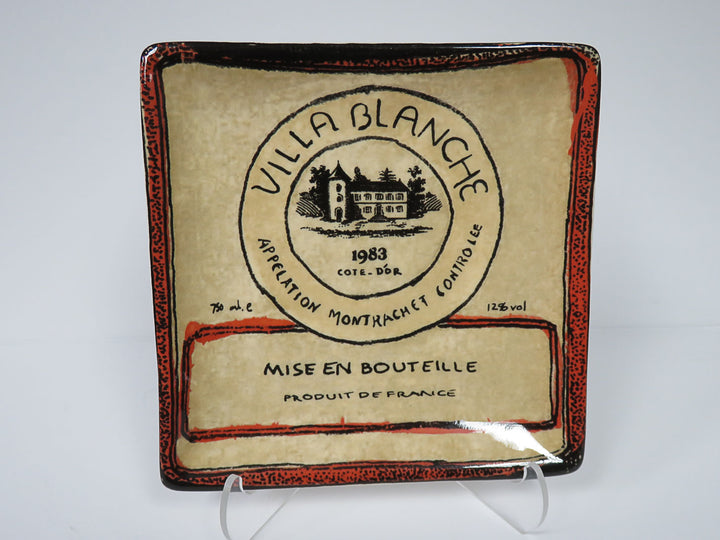 VILLA BLANCHE
1983
COTE-D'OR
APPELATION MONTRACHET CONTROLEE
750 ml. e
12% vol
MISE EN BOUTEILLE
PRODUIT DE FRANCE